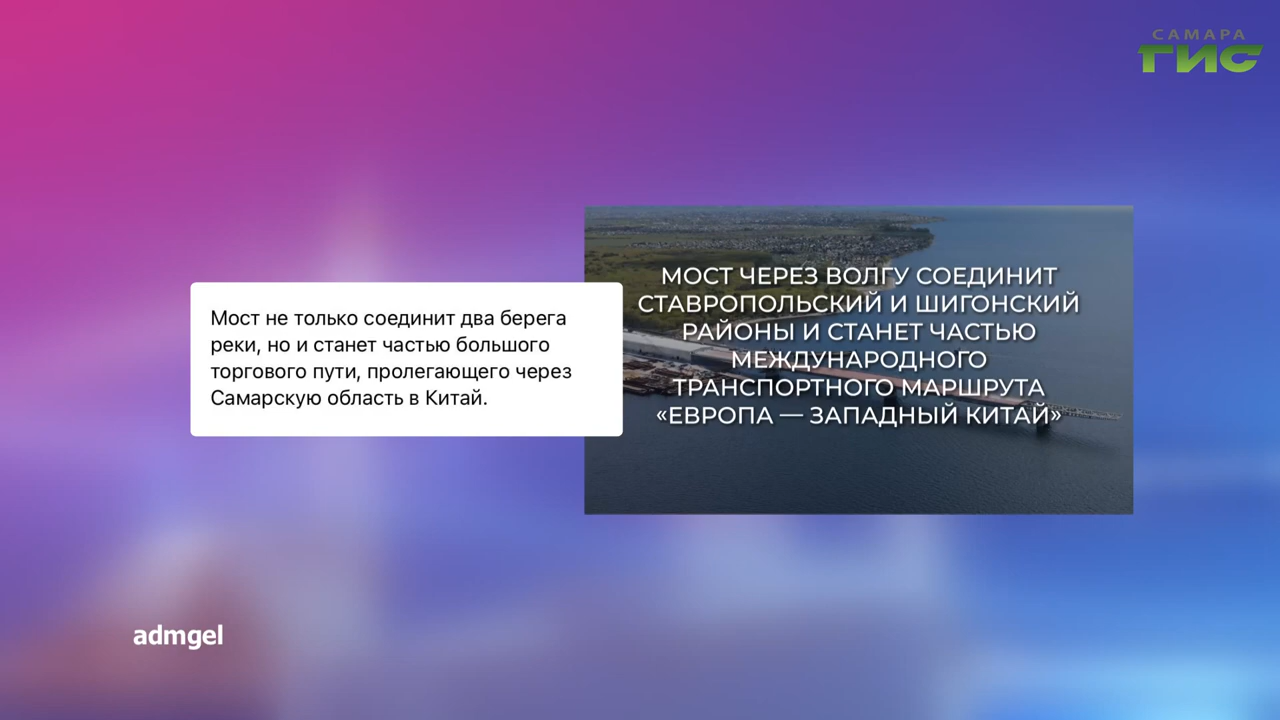 САМАРА
ГИС
Мост не только соединит два берега
реки, но и станет частью большого
торгового пути, пролегающего через
Самарскую область в Китай.
МОСТ ЧЕРЕЗ ВОЛГУ СОЕДИНИТ
СТАВРОПОЛЬСКИЙ И ШИГОНСКИЙ
РАЙОНЫ И СТАНЕТ ЧАСТЬЮ
МЕЖДУНАРОДНОГО
ТРАНСПОРТНОГО МАРШРУТА
«ЕВРОПА — ЗАПАДНЫЙ КИТАЙ»
admgel